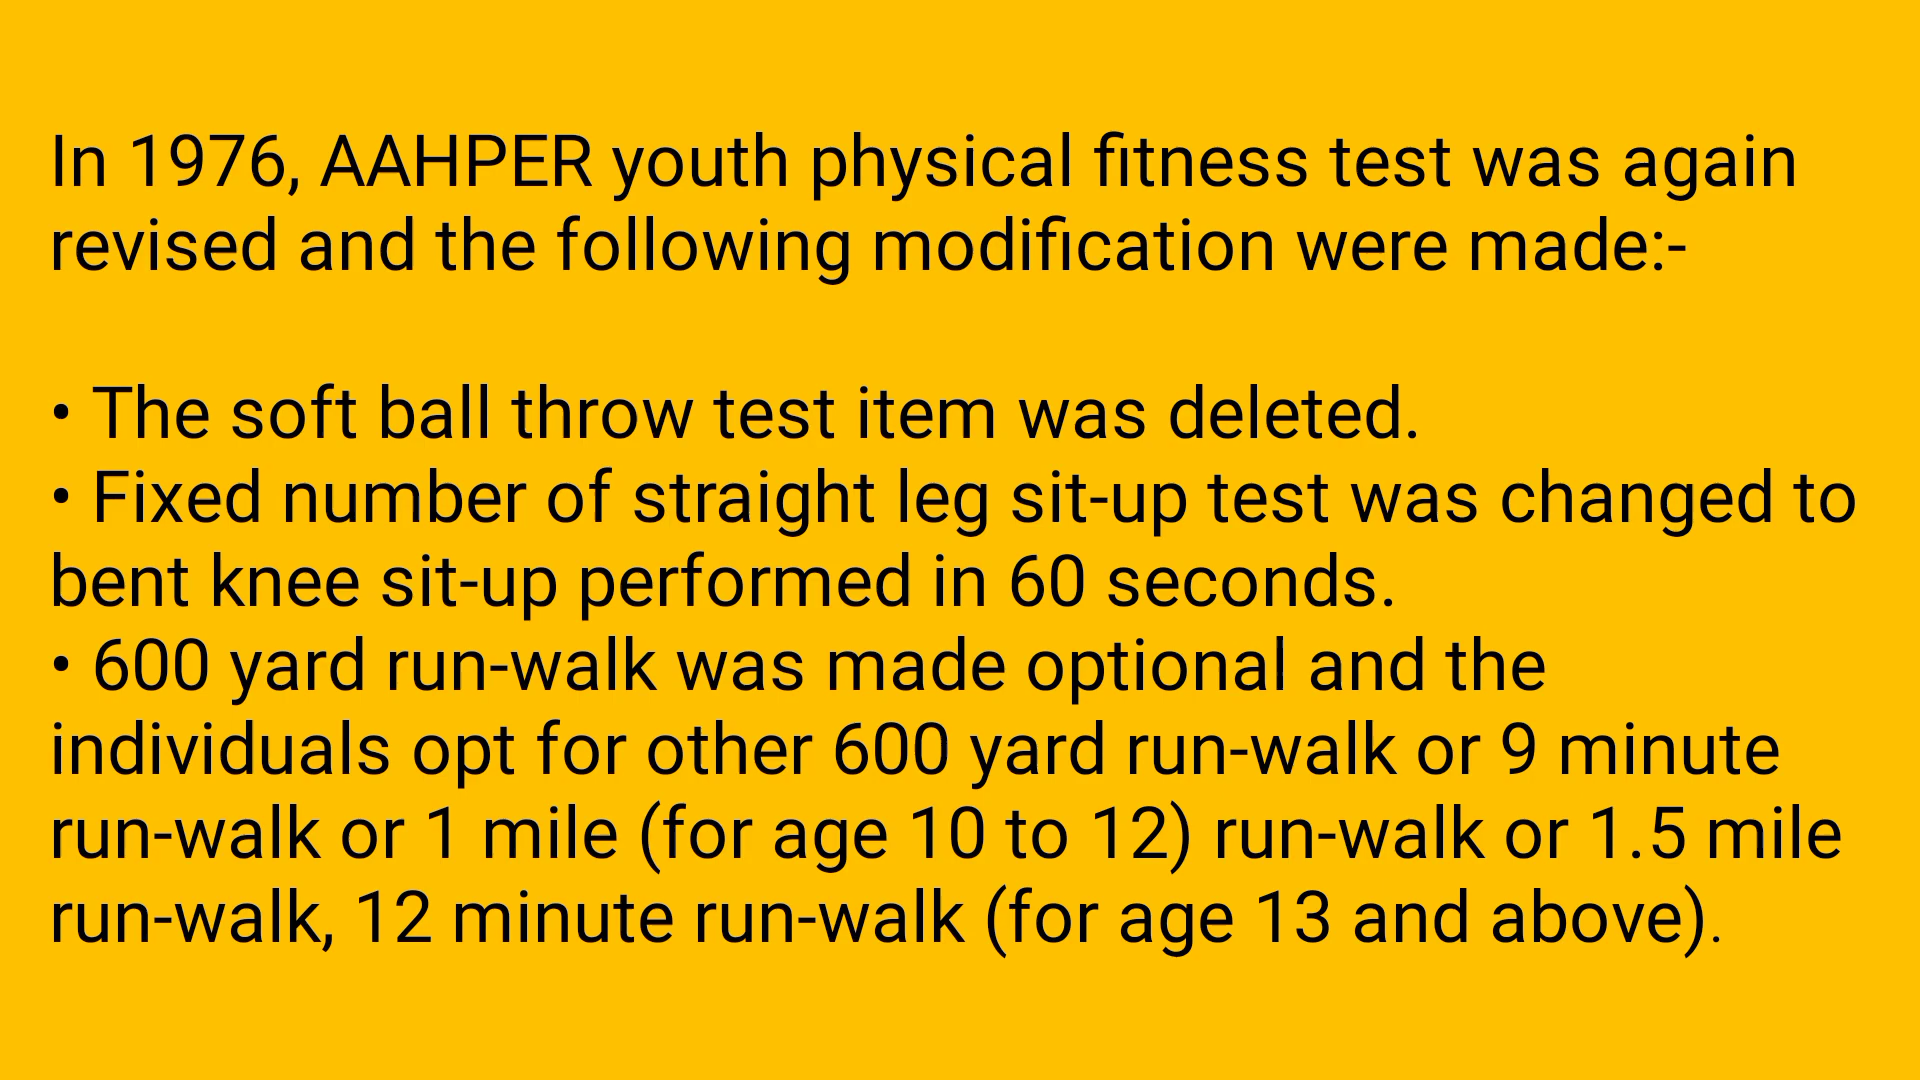 In 1976, AAHPER youth physical fitness test was again
revised and the following modification were made:-
• The soft ball throw test item was deleted.
• Fixed number of straight leg sit-up test was changed to
bent knee sit-up performed in 60 seconds.
• 600 yard run-walk was made optional and the
individuals opt for other 600 yard run-walk or 9 minute
run-walk or 1 mile (for age 10 to 12) run-walk or 1.5 mile
run-walk, 12 minute run-walk (for age 13 and above).